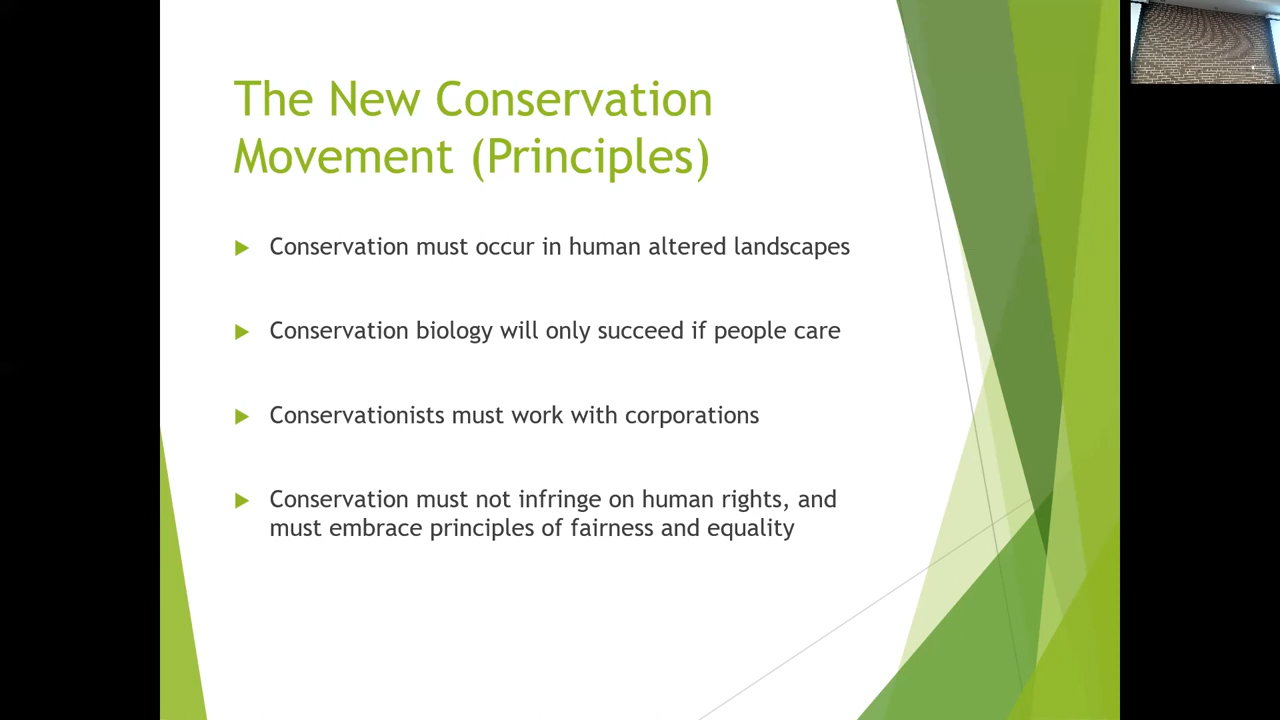 The New Conservation
Movement (Principles)
Conservation must occur in human altered landscapes
Conservation biology will only succeed if people care
Conservationists must work with corporations
Conservation must not infringe on human rights, and
must embrace principles of fairness and equality